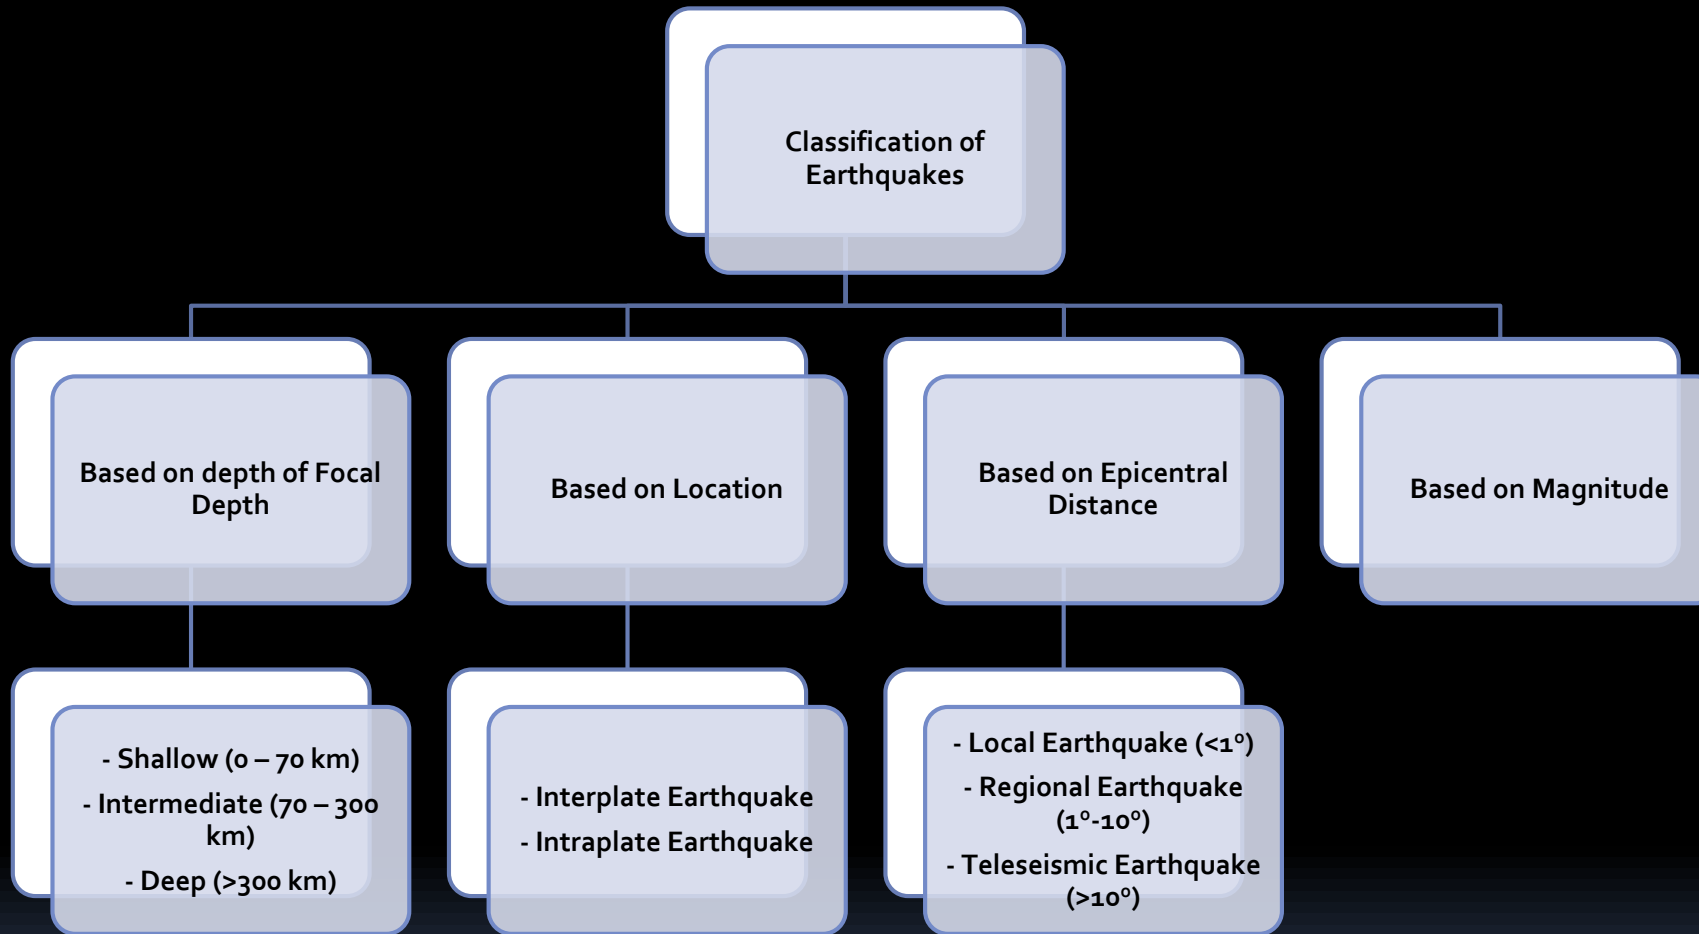 Classification of
Earthquakes
Based on depth of Focal
Depth
Based on Location
Based on Epicentral
Distance
Based on Magnitude
- Shallow (0 – 70 km)
- Intermediate (70 – 300
km)
- Deep (>300 km)
- Interplate Earthquake
- Intraplate Earthquake
- Local Earthquake (<1⁰)
- Regional Earthquake
(1⁰-10⁰)
- Teleseismic Earthquake
(>10⁰)